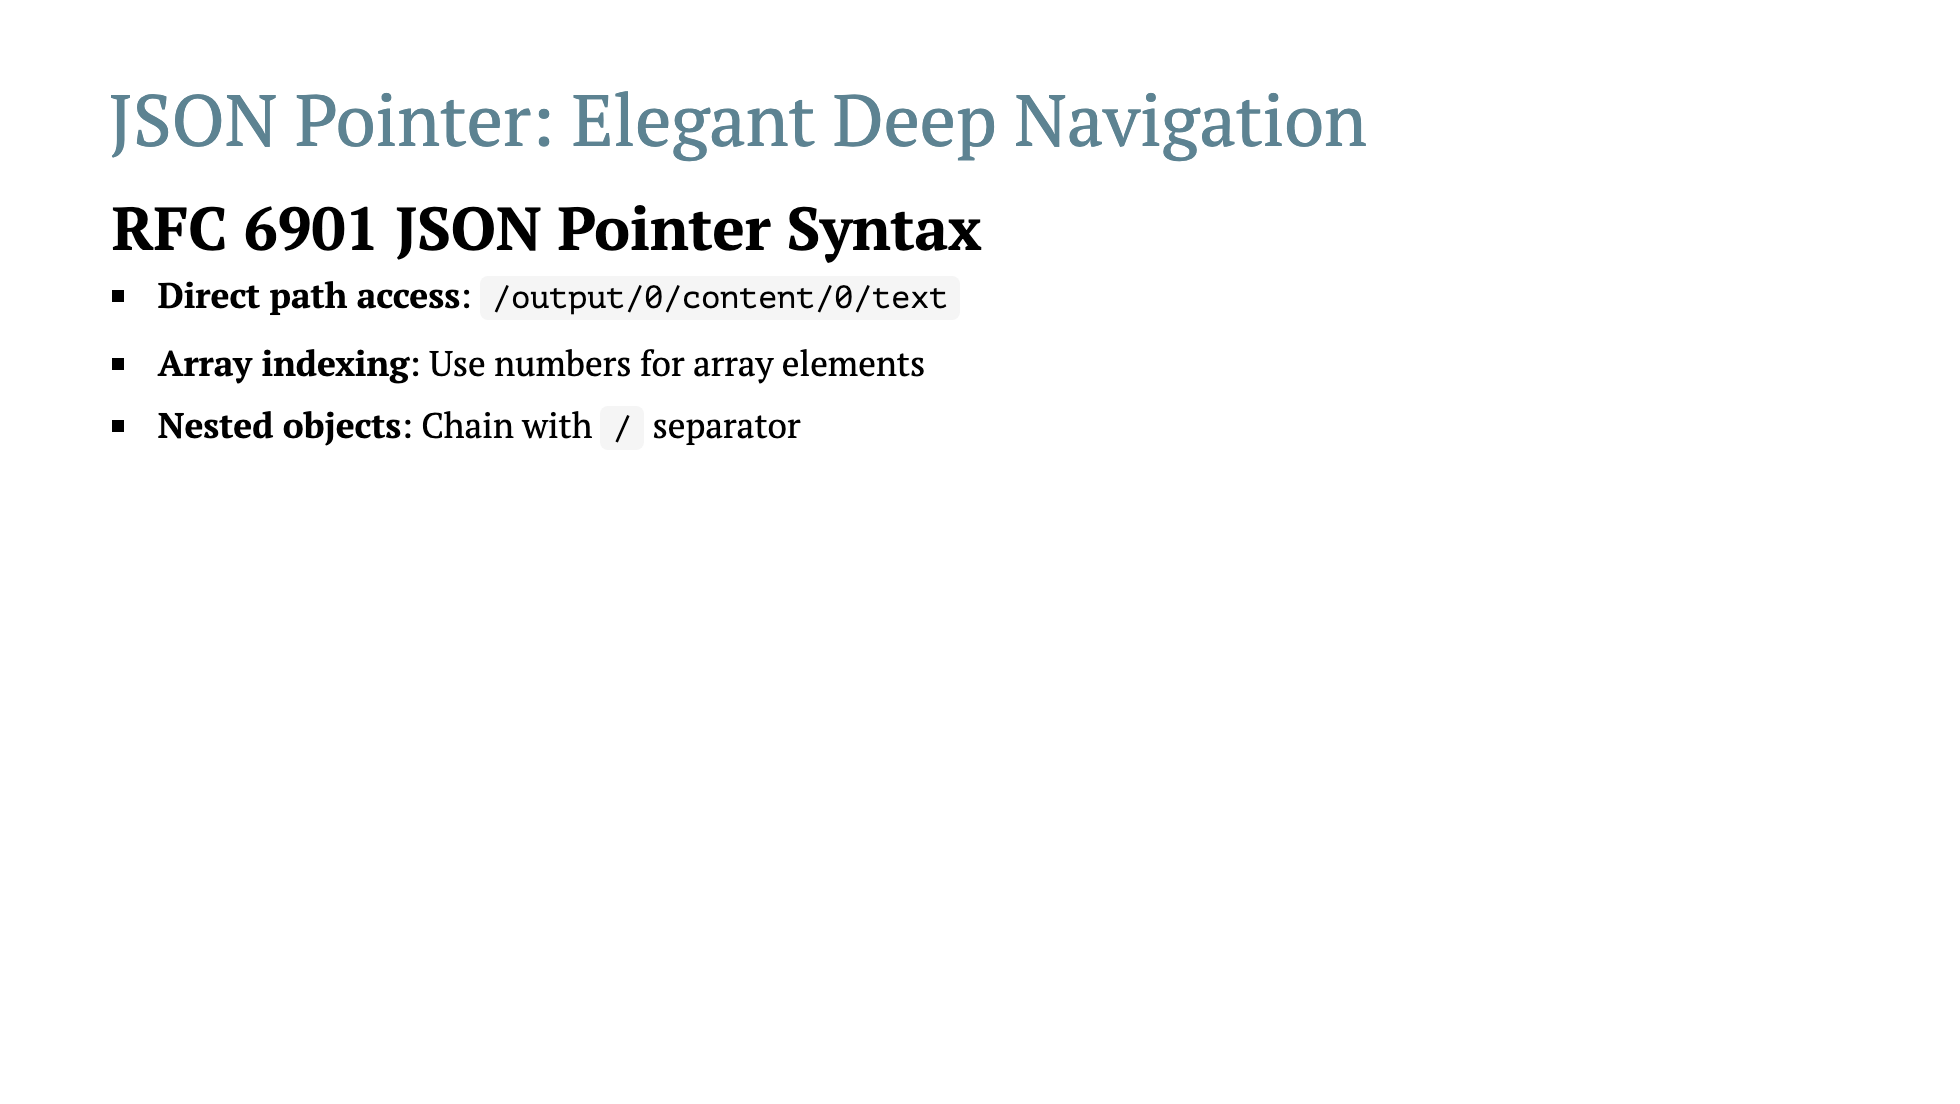 JSON Pointer: Elegant Deep Navigation
RFC 6901 JSON Pointer Syntax
▪ Direct path access: /output/0/content/0/text
▪ Array indexing: Use numbers for array elements
▪ Nested objects: Chain with / separator